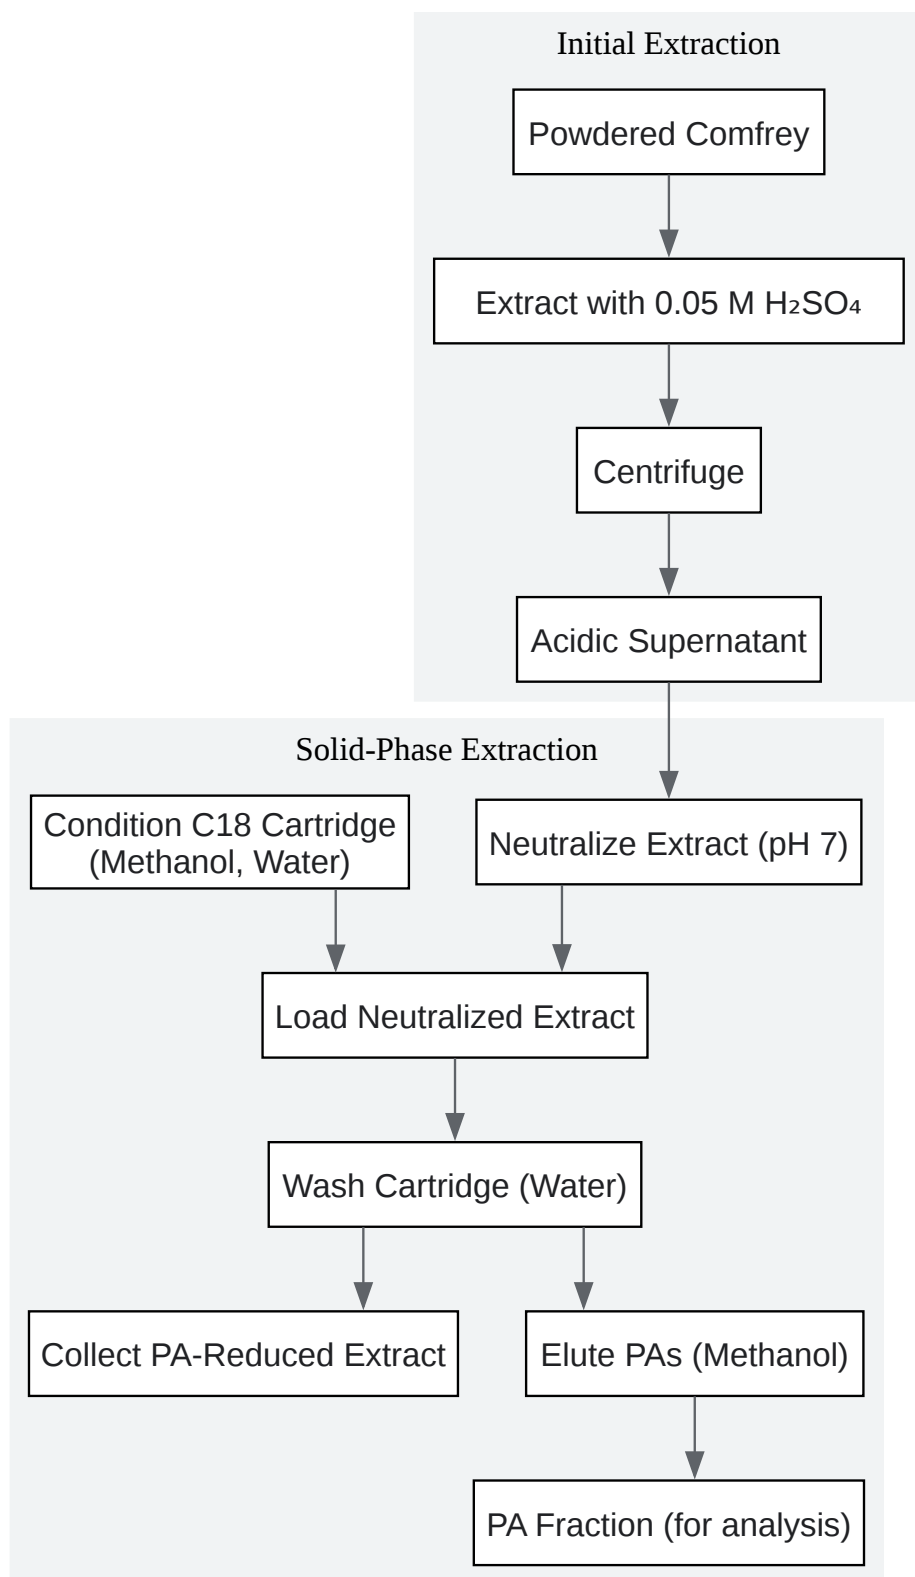 Initial Extraction
Powdered Comfrey
Extract with 0.05 M H₂SO₄
Centrifuge
Acidic Supernatant
Solid-Phase Extraction
Condition C18 Cartridge
(Methanol, Water)
Neutralize Extract (pH 7)
Load Neutralized Extract
Wash Cartridge (Water)
Collect PA-Reduced Extract
Elute PAs (Methanol)
PA Fraction (for analysis)